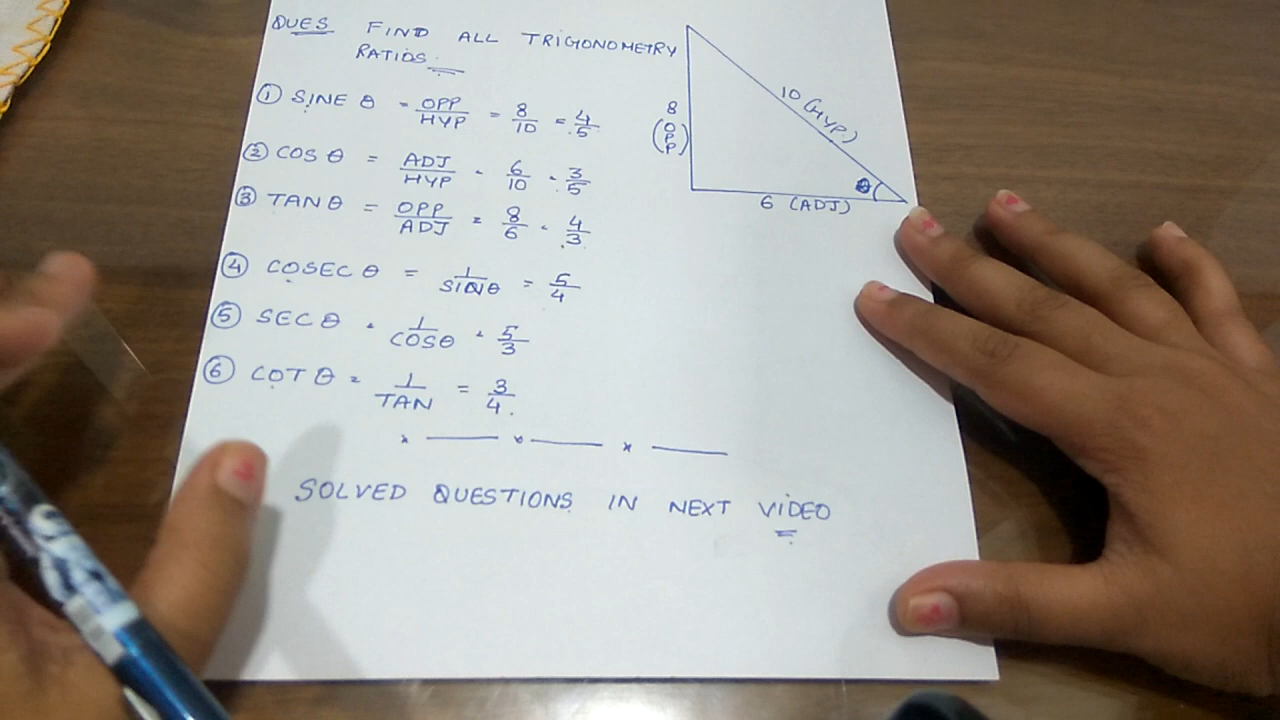 QUES FIND ALL TRIGONOMETRY
RATIOS
① SINE θ = OPP/HYP = 8/10 = 4/5
② COS θ = ADJ/HYP = 6/10 = 3/5
③ TAN θ = OPP/ADJ = 8/6 = 4/3
④ COSEC θ = 1/SINθ = 5/4
⑤ SEC θ = 1/COSθ = 5/3
⑥ COT θ = 1/TAN = 3/4
SOLVED QUESTIONS IN NEXT VIDEO
8 (OPP)
10 (HYP)
θ
6 (ADJ)